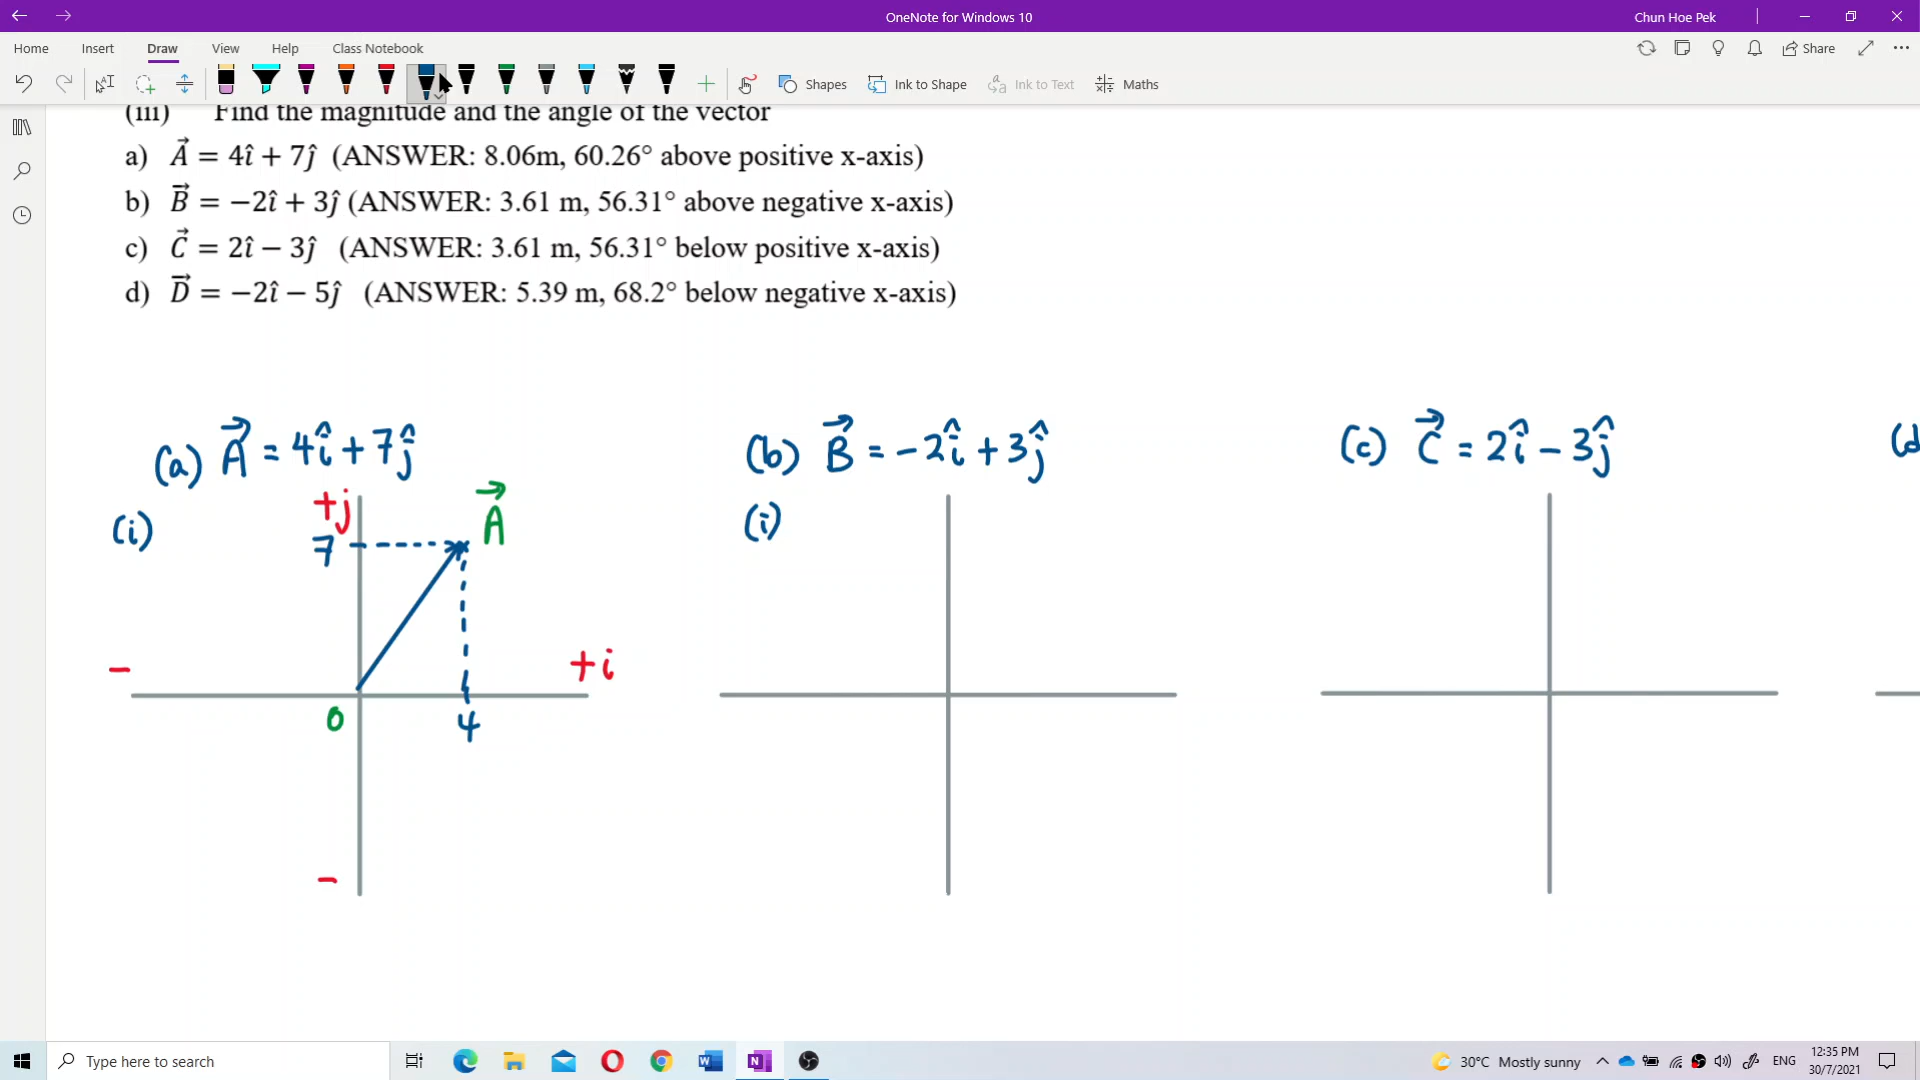 OneNote for Windows 10
Chun Hoe Pek
Home Insert Draw View Help Class Notebook
Share
Shapes Ink to Shape Ink to Text Maths
(iii) Find the magnitude and the angle of the vector
a) A⃗ = 4î + 7ĵ (ANSWER: 8.06m, 60.26° above positive x-axis)
b) B⃗ = −2î + 3ĵ (ANSWER: 3.61 m, 56.31° above negative x-axis)
c) C⃗ = 2î − 3ĵ (ANSWER: 3.61 m, 56.31° below positive x-axis)
d) D⃗ = −2î − 5ĵ (ANSWER: 5.39 m, 68.2° below negative x-axis)
(a) A⃗ = 4î + 7ĵ
(i)
+j
A⃗
7
-
+i
0
4
-
(b) B⃗ = -2î + 3ĵ
(i)
(c) C⃗ = 2î - 3ĵ
(d
Type here to search
30°C Mostly sunny
ENG
12:35 PM
30/7/2021